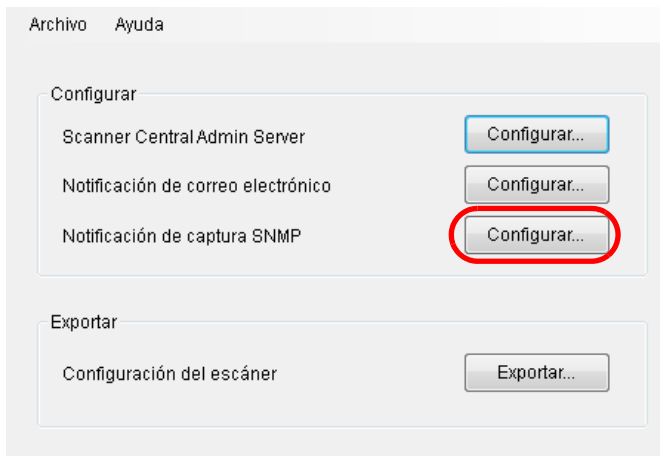 Archivo Ayuda
Configurar
Scanner Central Admin Server Configurar...
Notificación de correo electrónico Configurar...
Notificación de captura SNMP Configurar...
Exportar
Configuración del escáner Exportar...